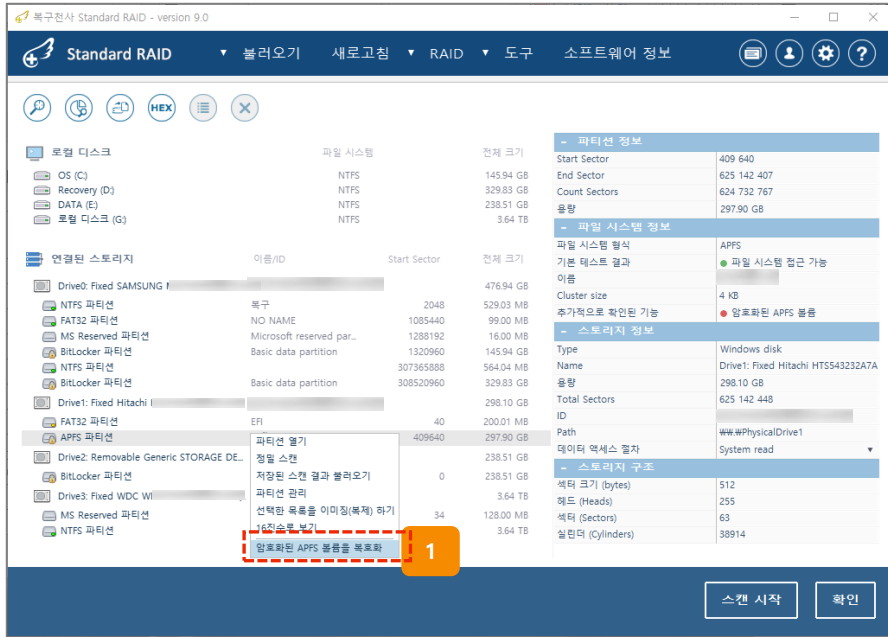 복구천사 Standard RAID - version 9.0
Standard RAID ▼ 불러오기 새로고침 ▼ RAID ▼ 도구 소프트웨어 정보
HEX
로컬 디스크 파일 시스템 전체 크기
OS (C:) NTFS 145.94 GB
Recovery (D:) NTFS 329.83 GB
DATA (E:) NTFS 238.51 GB
로컬 디스크 (G:) NTFS 3.64 TB
연결된 스토리지 이름/ID Start Sector 전체 크기
Drive0: Fixed SAMSUNG 476.94 GB
NTFS 파티션 복구 2048 529.03 MB
FAT32 파티션 NO NAME 1085440 99.00 MB
MS Reserved 파티션 Microsoft reserved par... 1288192 16.00 MB
BitLocker 파티션 Basic data partition 1320960 145.94 GB
NTFS 파티션 307365888 564.04 MB
BitLocker 파티션 Basic data partition 308520960 329.83 GB
Drive1: Fixed Hitachi 298.10 GB
FAT32 파티션 EFI 40 200.01 MB
APFS 파티션 409640 297.90 GB
Drive2: Removable Generic STORAGE DE... 238.51 GB
BitLocker 파티션 0 238.51 GB
Drive3: Fixed WDC 3.64 TB
MS Reserved 파티션 34 128.00 MB
NTFS 파티션 3.64 TB
파티션 열기
정밀 스캔
저장된 스캔 결과 불러오기
파티션 관리
선택한 목록을 이미징(복제) 하기
16진수로 보기
암호화된 APFS 볼륨을 복호화
1
- 파티션 정보
Start Sector 409 640
End Sector 625 142 407
Count Sectors 624 732 767
용량 297.90 GB
- 파일 시스템 정보
파일 시스템 형식 APFS
기본 테스트 결과 ● 파일 시스템 접근 가능
이름
Cluster size 4 KB
추가적으로 확인된 기능 ● 암호화된 APFS 볼륨
- 스토리지 정보
Type Windows disk
Name Drive1: Fixed Hitachi HTS543232A7A
용량 298.10 GB
Total Sectors 625 142 448
ID
Path ₩₩.₩PhysicalDrive1
데이터 액세스 절차 System read ▼
- 스토리지 구조
섹터 크기 (bytes) 512
헤드 (Heads) 255
섹터 (Sectors) 63
실린더 (Cylinders) 38914
스캔 시작 확인